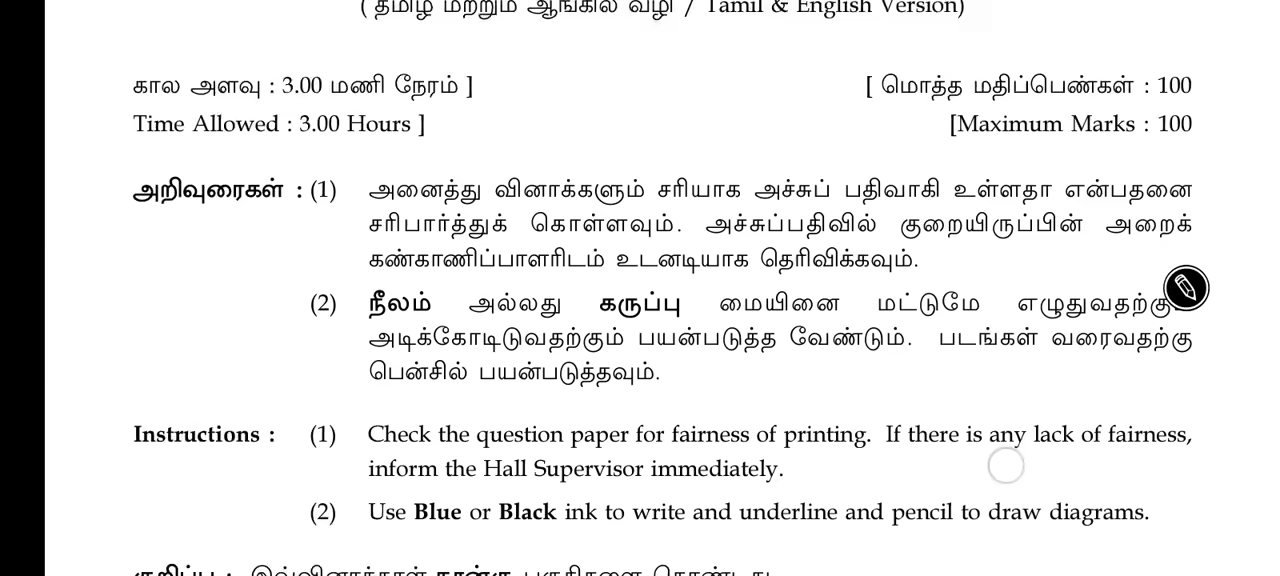 ( தமிழ் மற்றும் ஆங்கில வழி / Tamil & English Version)
கால அளவு : 3.00 மணி நேரம் ] [ மொத்த மதிப்பெண்கள் : 100
Time Allowed : 3.00 Hours ] [Maximum Marks : 100
அறிவுரைகள் : (1) அனைத்து வினாக்களும் சரியாக அச்சுப் பதிவாகி உள்ளதா என்பதனை
சரிபார்த்துக் கொள்ளவும். அச்சுப்பதிவில் குறையிருப்பின் அறைக்
கண்காணிப்பாளரிடம் உடனடியாக தெரிவிக்கவும்.
(2) நீலம் அல்லது கருப்பு மையினை மட்டுமே
அடிக்கோடிடுவதற்கும் பயன்படுத்த வேண்டும். படங்கள் வரைவதற்கு
பென்சில் பயன்படுத்தவும்.
Instructions : (1) Check the question paper for fairness of printing. If there is any lack of fairness,
inform the Hall Supervisor immediately.
(2) Use Blue or Black ink to write and underline and pencil to draw diagrams.
குறிப்பு : இவ்வினாத்தாள் நான்கு பகுதிகளை கொண்டது